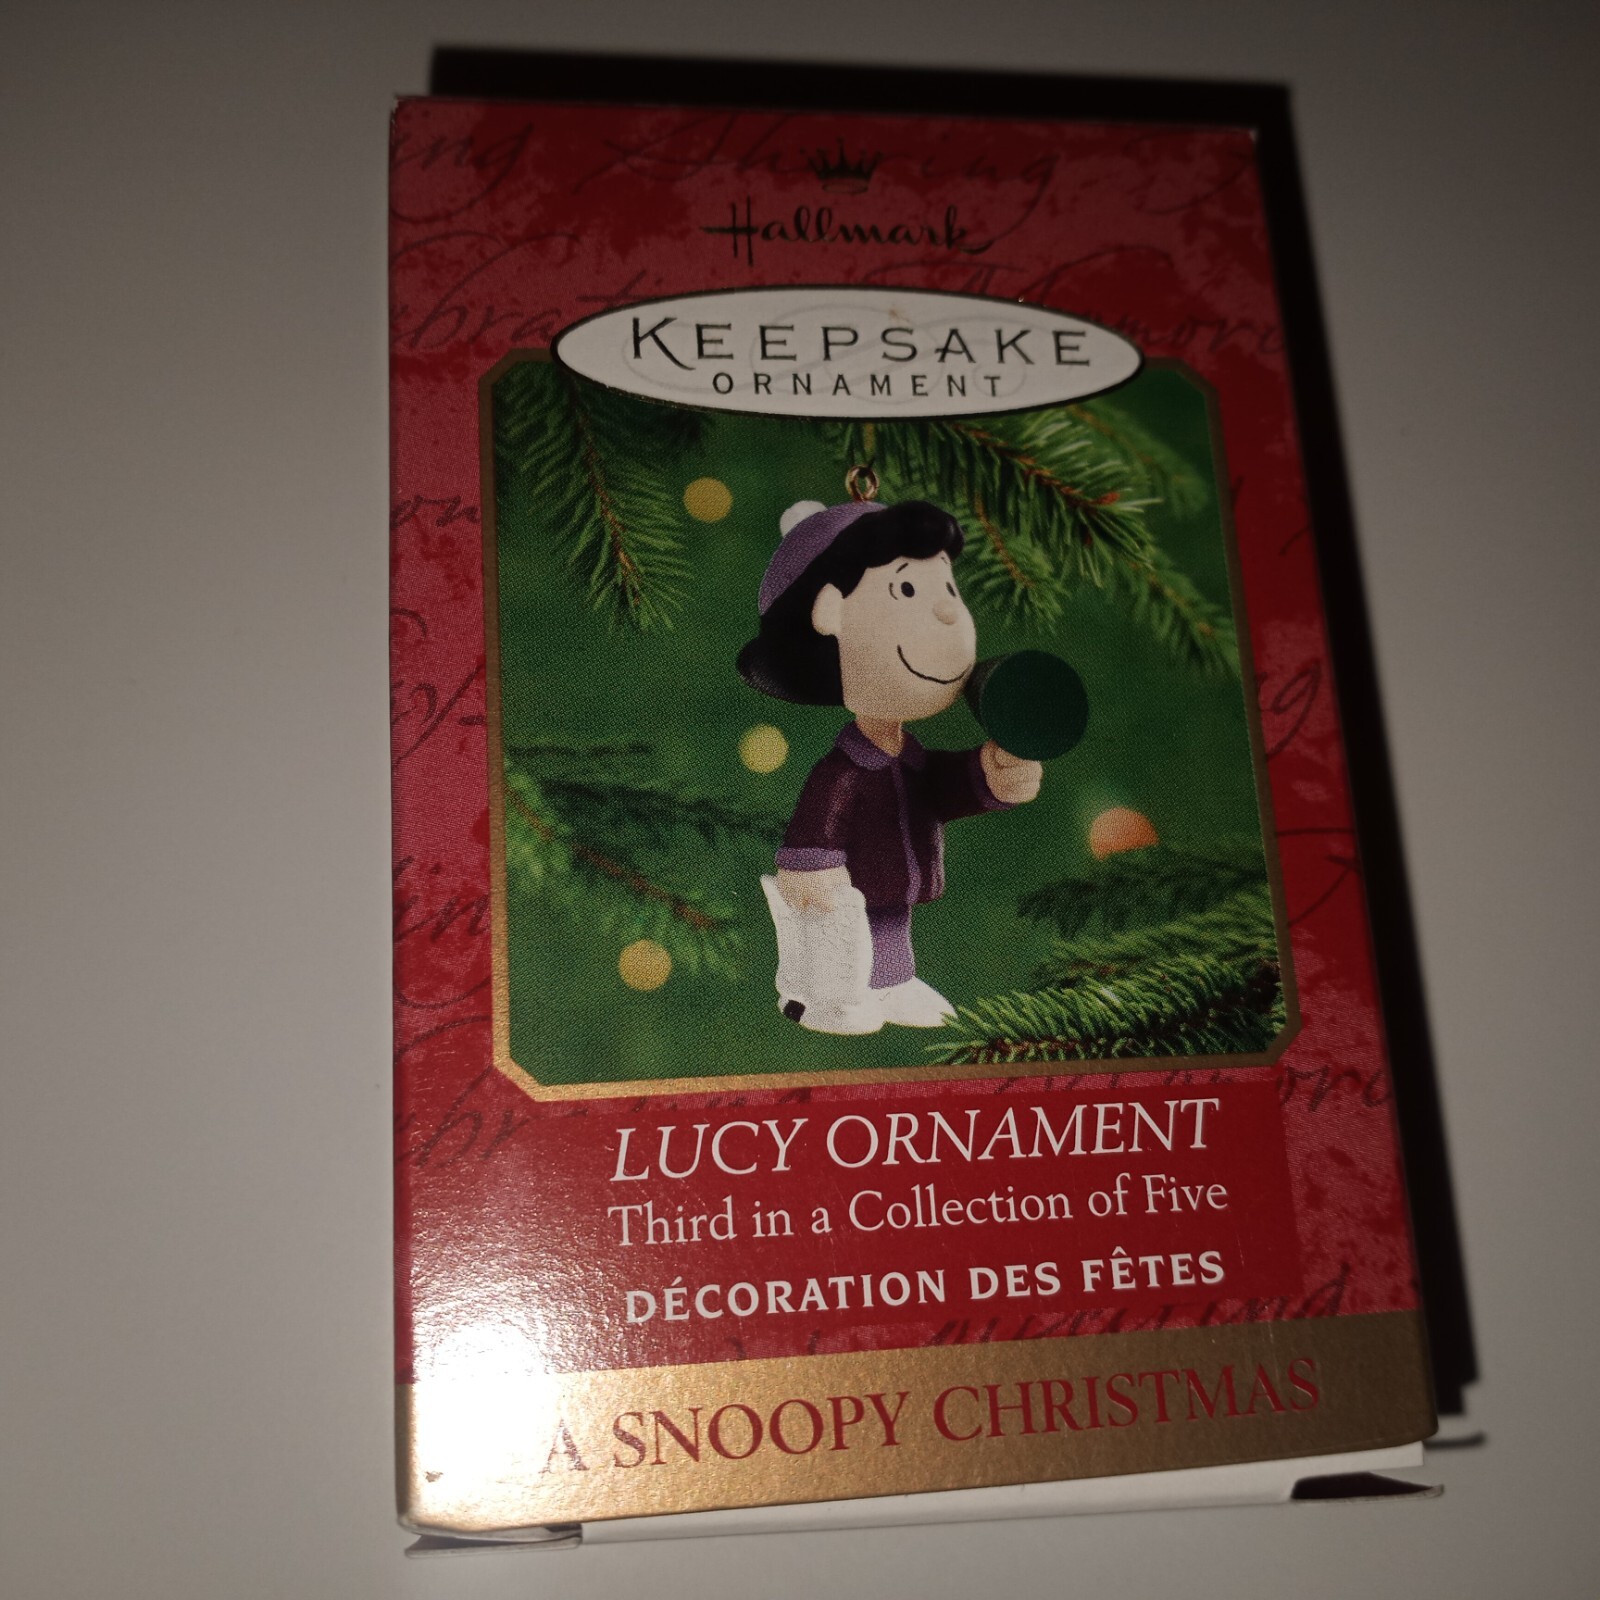 Hallmark
KEEPSAKE
ORNAMENT
LUCY ORNAMENT
Third in a Collection of Five
DÉCORATION DES FÊTES
A SNOOPY CHRISTMAS